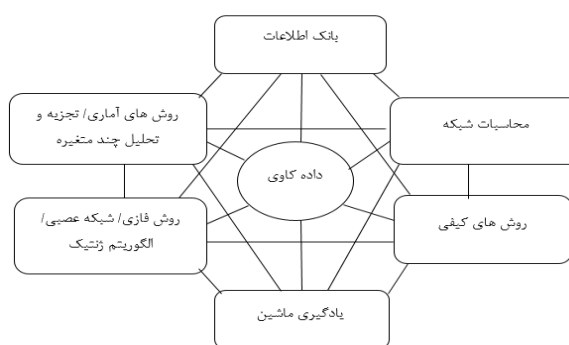 بانک اطلاعات
روش های آماری/ تجزیه و
تحلیل چند متغیره
محاسبات شبکه
داده کاوی
روش فازی/ شبکه عصبی/
الگوریتم ژنتیک
روش های کیفی
یادگیری ماشین